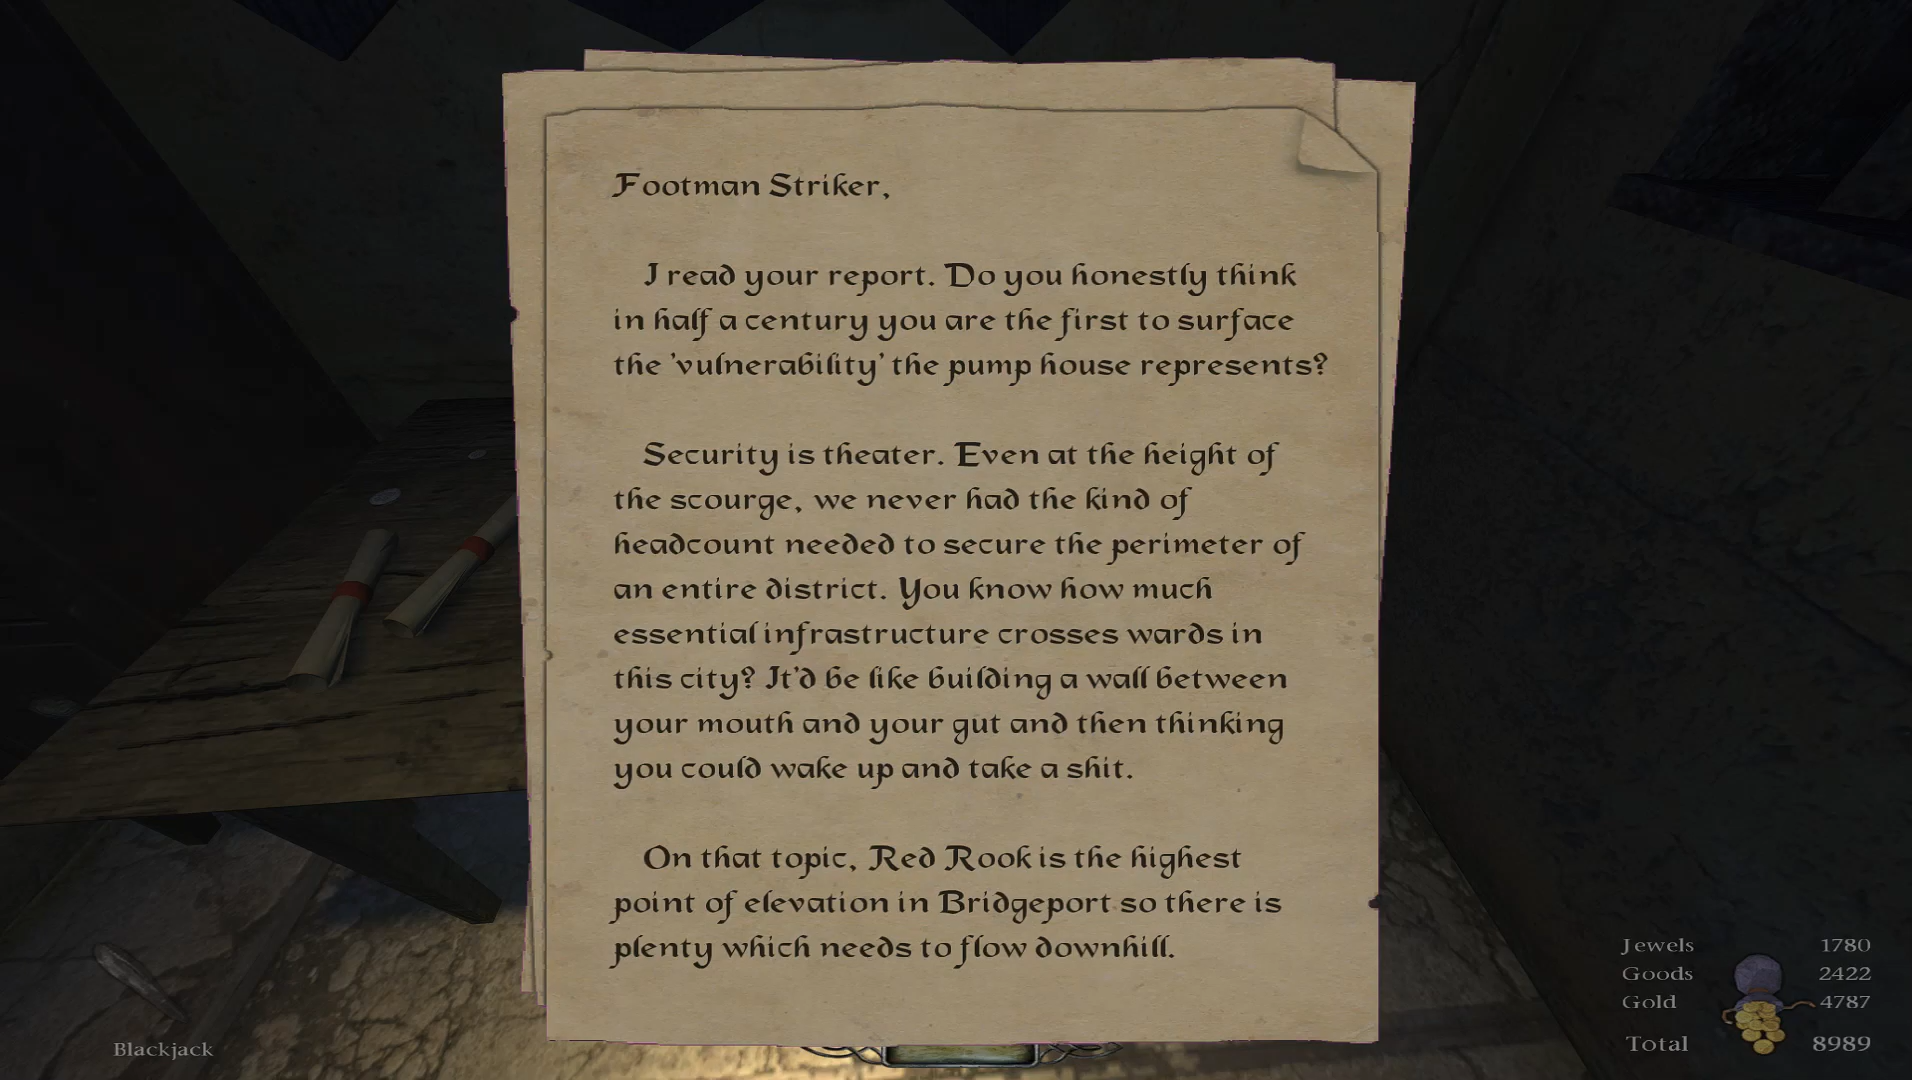 Footman Striker,
I read your report. Do you honestly think
in half a century you are the first to surface
the 'vulnerability' the pump house represents?
Security is theater. Even at the height of
the scourge, we never had the kind of
headcount needed to secure the perimeter of
an entire district. You know how much
essential infrastructure crosses wards in
this city? It'd be like building a wall between
your mouth and your gut and then thinking
you could wake up and take a shit.
On that topic, Red Rook is the highest
point of elevation in Bridgeport so there is
plenty which needs to flow downhill.
Jewels 1780
Goods 2422
Gold 4787
Total 8989
Blackjack